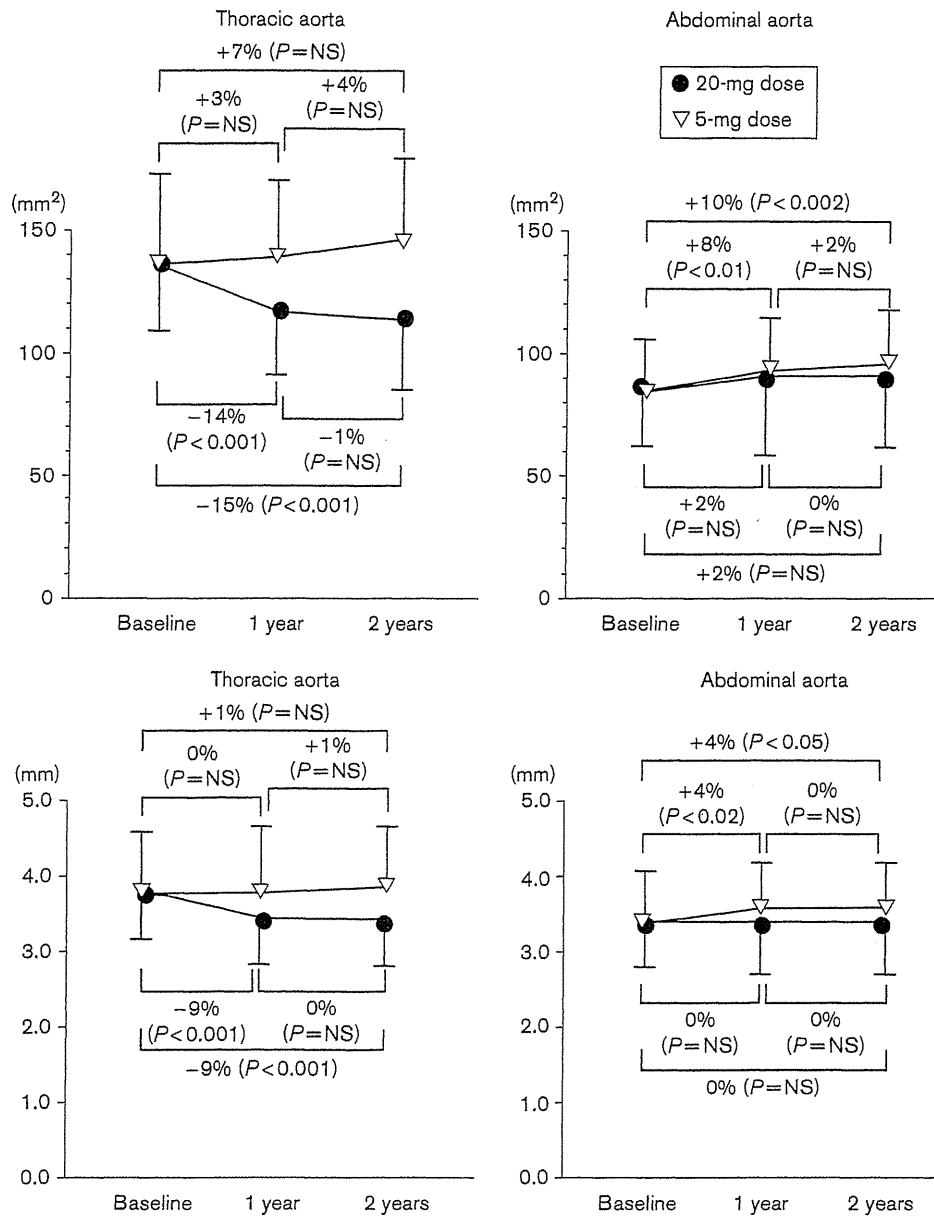 Thoracic aorta
+7% (P=NS)
+3%
(P=NS)
+4%
(P=NS)
(mm²)
150
100
50
0
−14%
(P<0.001)
−1%
(P=NS)
−15% (P<0.001)
Baseline 1 year 2 years
Abdominal aorta
20-mg dose
5-mg dose
(mm²)
+10% (P<0.002)
+8%
(P<0.01)
+2%
(P=NS)
150
100
50
0
+2%
(P=NS)
0%
(P=NS)
+2% (P=NS)
Baseline 1 year 2 years
Thoracic aorta
+1% (P=NS)
0%
(P=NS)
+1%
(P=NS)
(mm)
5.0
4.0
3.0
2.0
1.0
0.0
−9%
(P<0.001)
0%
(P=NS)
−9% (P<0.001)
Baseline 1 year 2 years
Abdominal aorta
+4% (P<0.05)
+4%
(P<0.02)
0%
(P=NS)
(mm)
5.0
4.0
3.0
2.0
1.0
0.0
0%
(P=NS)
0%
(P=NS)
0% (P=NS)
Baseline 1 year 2 years